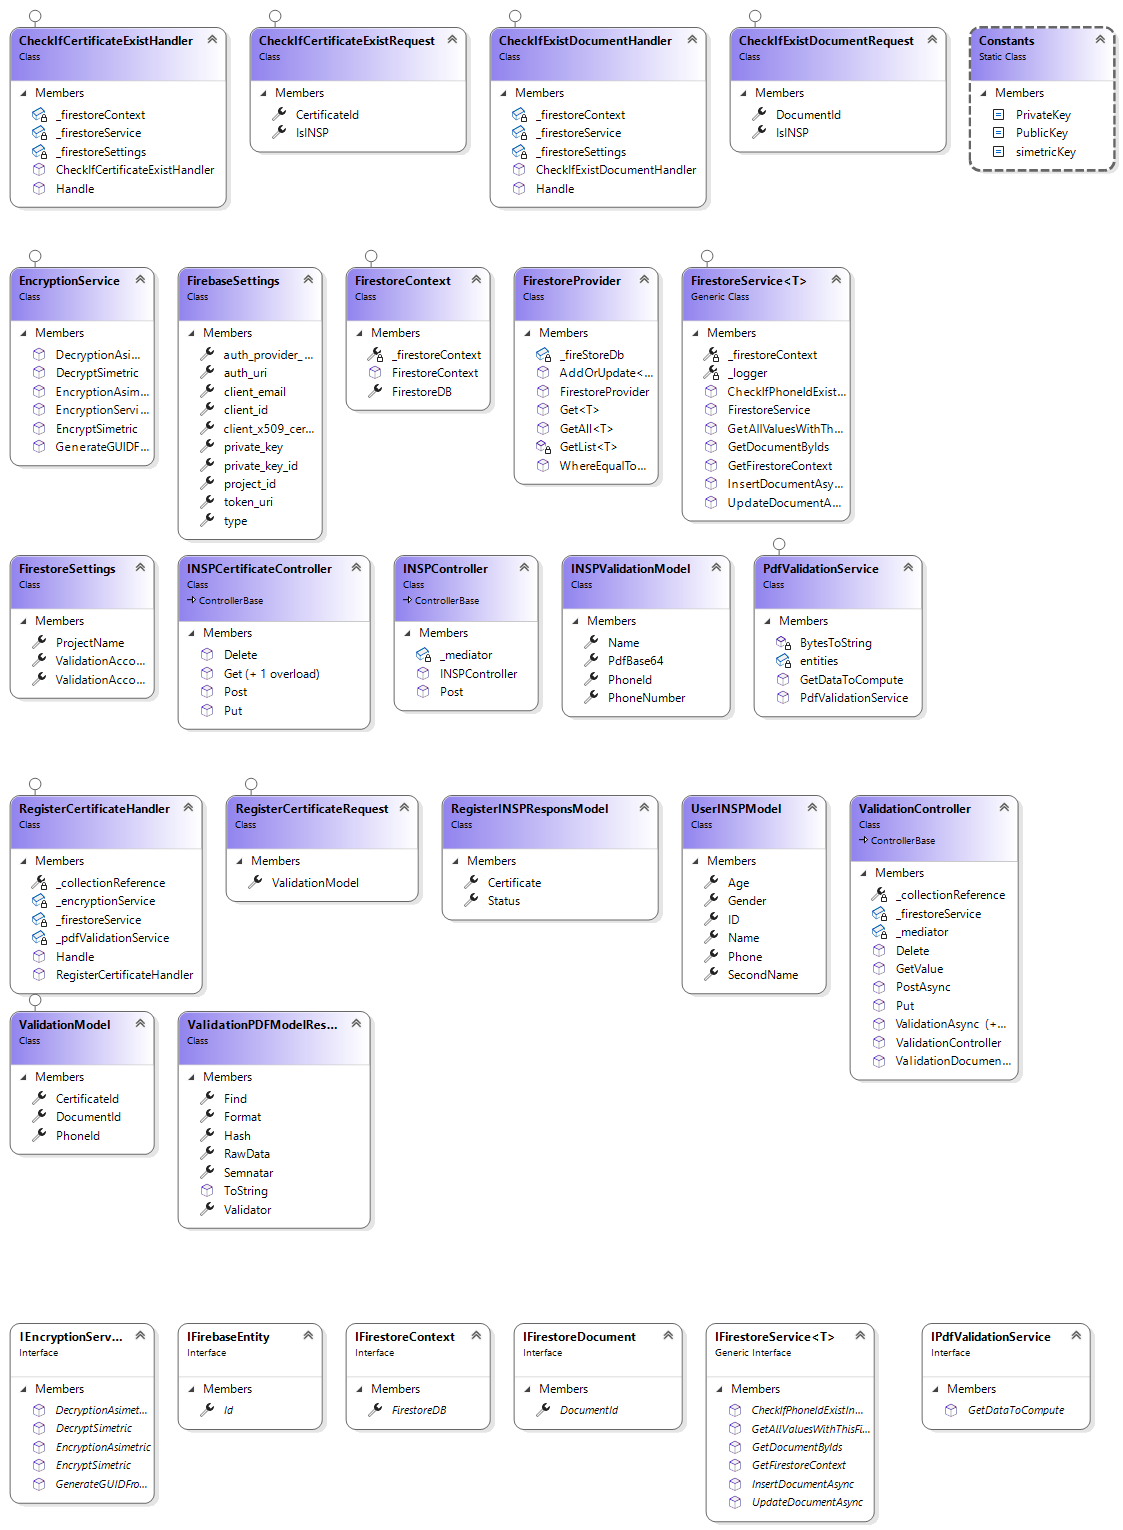 CheckIfCertificateExistHandler
Class
Members
_firestoreContext
_firestoreService
_firestoreSettings
CheckIfCertificateExistHandler
Handle
CheckIfCertificateExistRequest
Class
Members
CertificateId
IsINSP
CheckIfExistDocumentHandler
Class
Members
_firestoreContext
_firestoreService
_firestoreSettings
CheckIfExistDocumentHandler
Handle
CheckIfExistDocumentRequest
Class
Members
DocumentId
IsINSP
Constants
Static Class
Members
PrivateKey
PublicKey
simetricKey
EncryptionService
Class
Members
DecryptionAsi...
DecryptSimetric
EncryptionAsim...
EncryptionServi...
EncryptSimetric
GenerateGUIDF...
FirebaseSettings
Class
Members
auth_provider_...
auth_uri
client_email
client_id
client_x509_cer...
private_key
private_key_id
project_id
token_uri
type
FirestoreContext
Class
Members
_firestoreContext
FirestoreContext
FirestoreDB
FirestoreProvider
Class
Members
_fireStoreDb
AddOrUpdate<...
FirestoreProvider
Get<T>
GetAll<T>
GetList<T>
WhereEqualTo...
FirestoreService<T>
Generic Class
Members
_firestoreContext
_logger
CheckIfPhoneIdExist...
FirestoreService
GetAllValuesWithTh...
GetDocumentByIds
GetFirestoreContext
InsertDocumentAsy...
UpdateDocumentA...
FirestoreSettings
Class
Members
ProjectName
ValidationAcco...
ValidationAcco...
INSPCertificateController
Class
ControllerBase
Members
Delete
Get (+ 1 overload)
Post
Put
INSPController
Class
ControllerBase
Members
_mediator
INSPController
Post
INSPValidationModel
Class
Members
Name
PdfBase64
PhoneId
PhoneNumber
PdfValidationService
Class
Members
BytesToString
entities
GetDataToCompute
PdfValidationService
RegisterCertificateHandler
Class
Members
_collectionReference
_encryptionService
_firestoreService
_pdfValidationService
Handle
RegisterCertificateHandler
RegisterCertificateRequest
Class
Members
ValidationModel
RegisterINSPResponsModel
Class
Members
Certificate
Status
UserINSPModel
Class
Members
Age
Gender
ID
Name
Phone
SecondName
ValidationController
Class
ControllerBase
Members
_collectionReference
_firestoreService
_mediator
Delete
GetValue
PostAsync
Put
ValidationAsync (+...
ValidationController
ValidationDocumen...
ValidationModel
Class
Members
CertificateId
DocumentId
PhoneId
ValidationPDFModelRes...
Class
Members
Find
Format
Hash
RawData
Semnatar
ToString
Validator
IEncryptionServ...
Interface
Members
DecryptionAsimet...
DecryptSimetric
EncryptionAsimetric
EncryptSimetric
GenerateGUIDFro...
IFirebaseEntity
Interface
Members
Id
IFirestoreContext
Interface
Members
FirestoreDB
IFirestoreDocument
Interface
Members
DocumentId
IFirestoreService<T>
Generic Interface
Members
CheckIfPhoneIdExistIn...
GetAllValuesWithThisFi...
GetDocumentByIds
GetFirestoreContext
InsertDocumentAsync
UpdateDocumentAsync
IPdfValidationService
Interface
Members
GetDataToCompute